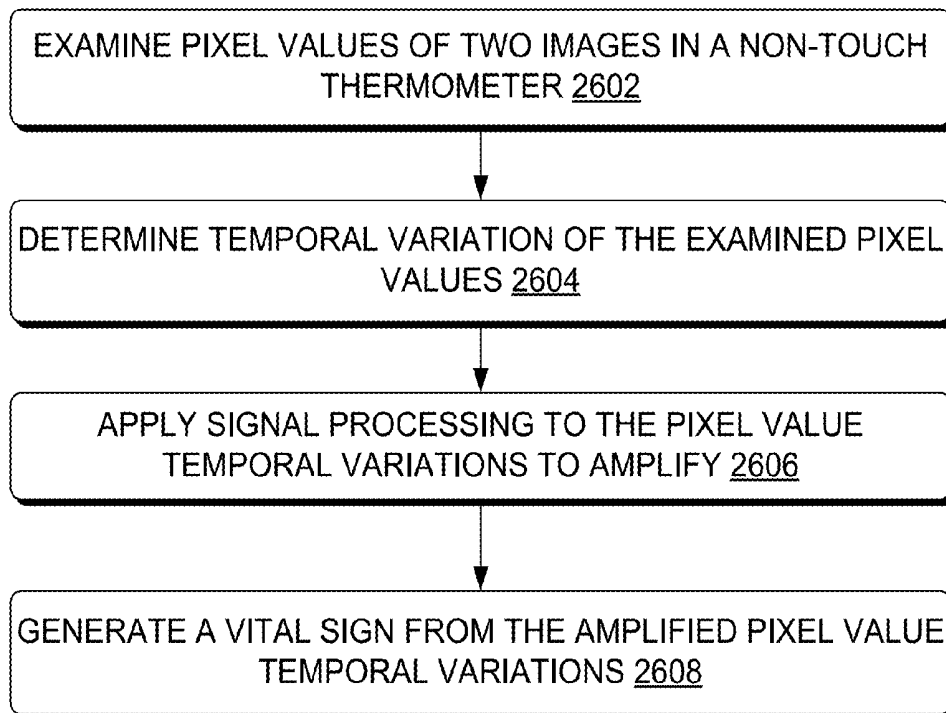 EXAMINE PIXEL VALUES OF TWO IMAGES IN A NON-TOUCH
THERMOMETER 2602
DETERMINE TEMPORAL VARIATION OF THE EXAMINED PIXEL
VALUES 2604
APPLY SIGNAL PROCESSING TO THE PIXEL VALUE
TEMPORAL VARIATIONS TO AMPLIFY 2606
GENERATE A VITAL SIGN FROM THE AMPLIFIED PIXEL VALUE
TEMPORAL VARIATIONS 2608